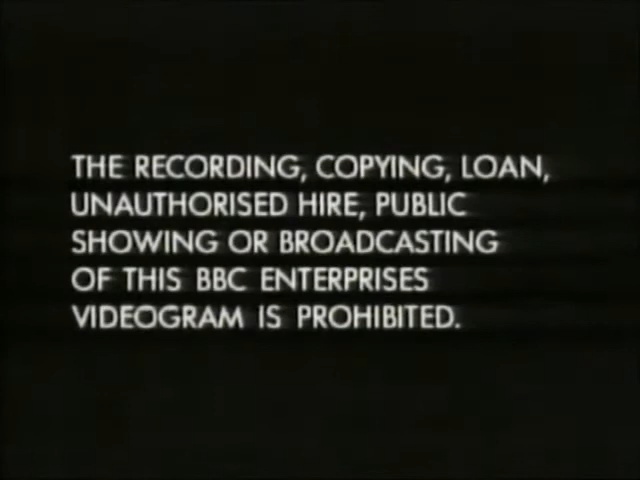 THE RECORDING, COPYING, LOAN,
UNAUTHORISED HIRE, PUBLIC
SHOWING OR BROADCASTING
OF THIS BBC ENTERPRISES
VIDEOGRAM IS PROHIBITED.